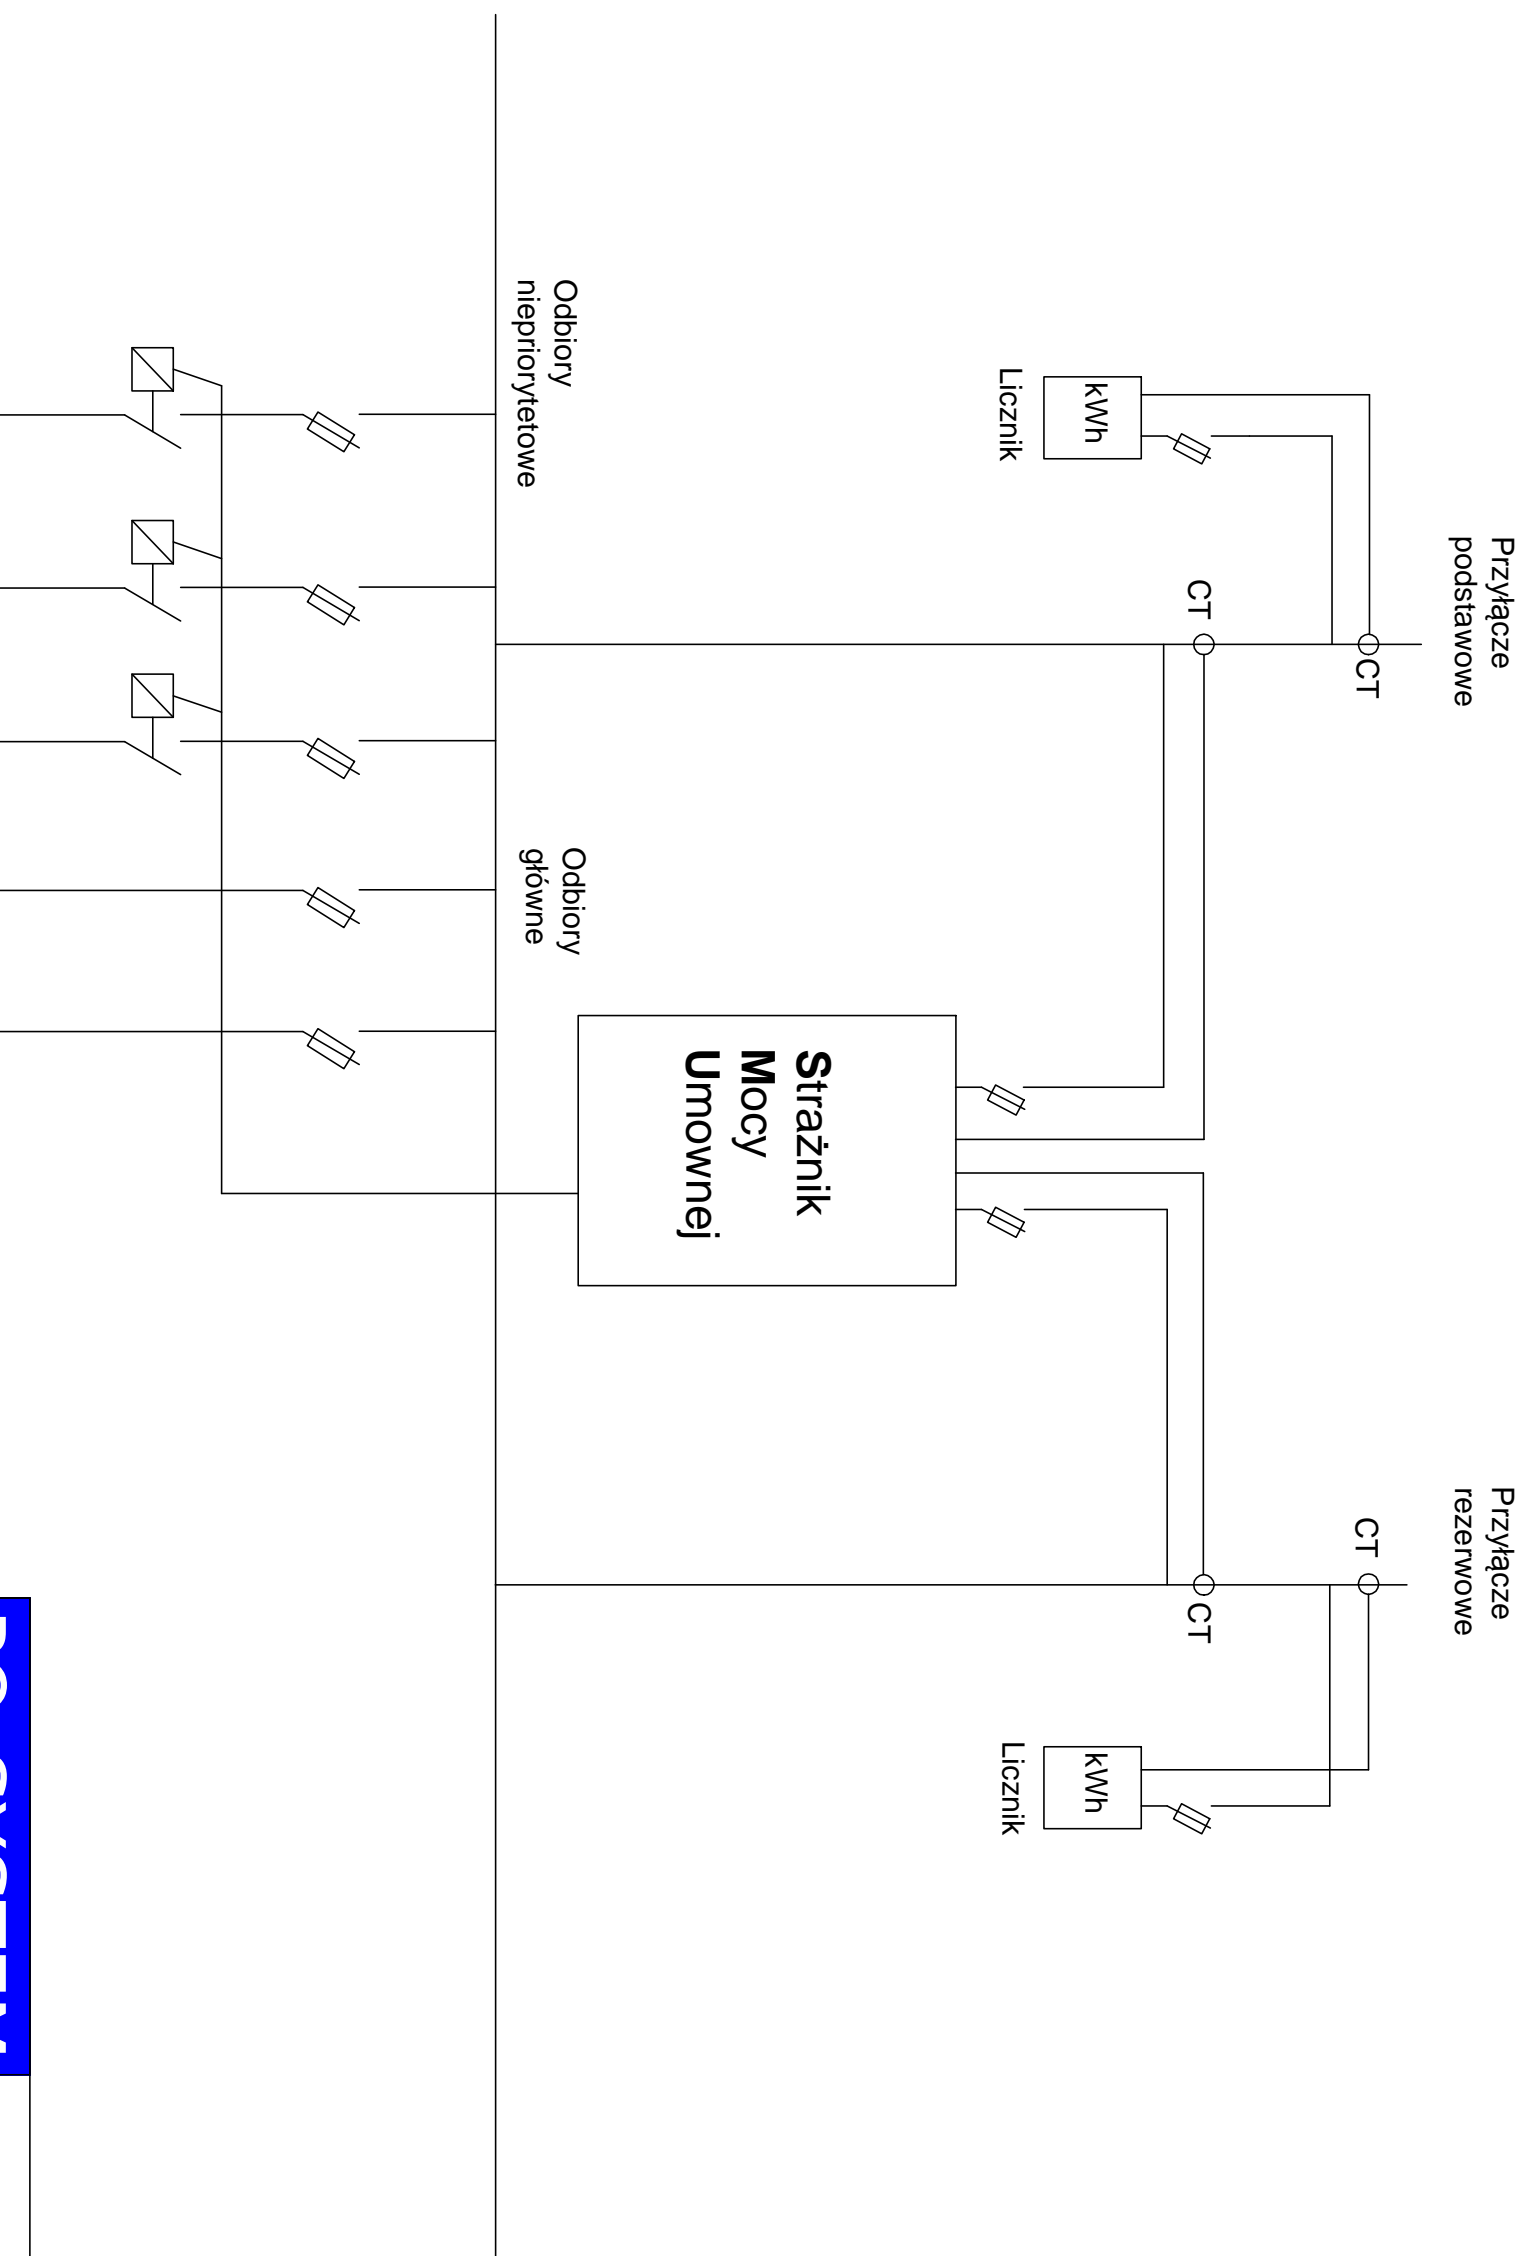 Przyłącze
podstawowe
Przyłącze
rezerwowe
CT
CT
CT
CT
kWh
Licznik
kWh
Licznik
Strażnik
Mocy
Umownej
Odbiory
niepriorytetowe
Odbiory
główne